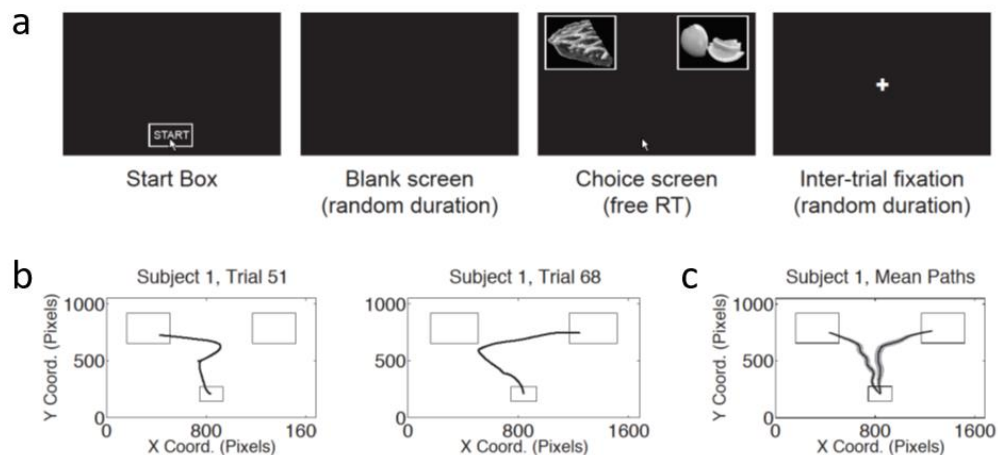 a
START
Start Box
Blank screen
(random duration)
Choice screen
(free RT)
Inter-trial fixation
(random duration)
b
Subject 1, Trial 51
Y Coord. (Pixels)
1000
500
0
0
800
1600
X Coord. (Pixels)
Subject 1, Trial 68
1000
500
0
0
800
1600
X Coord. (Pixels)
c
Subject 1, Mean Paths
Y Coord. (Pixels)
1000
500
0
0
800
1600
X Coord. (Pixels)